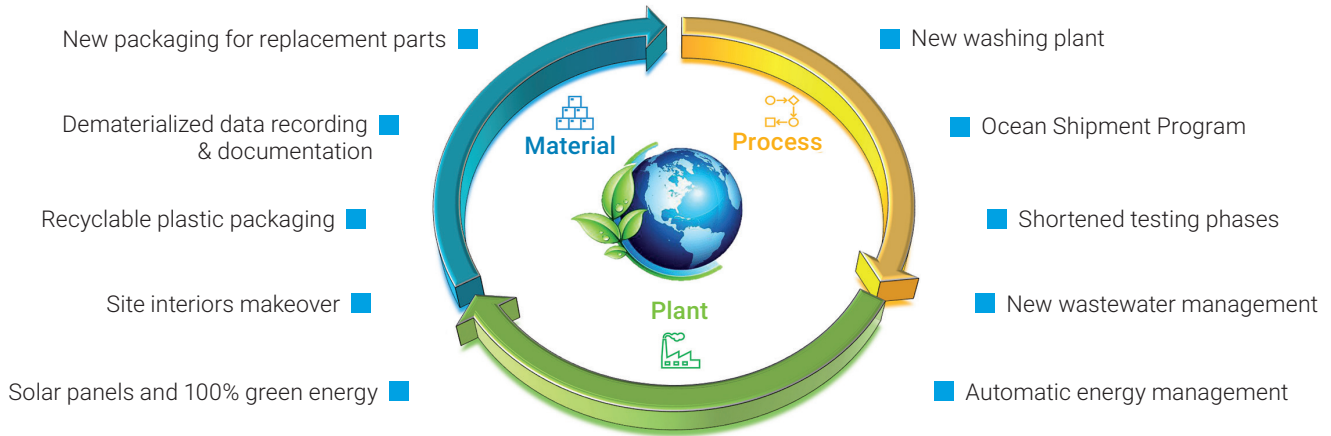 New packaging for replacement parts
Dematerialized data recording
& documentation
Recyclable plastic packaging
Site interiors makeover
Solar panels and 100% green energy
Material
Process
Plant
New washing plant
Ocean Shipment Program
Shortened testing phases
New wastewater management
Automatic energy management